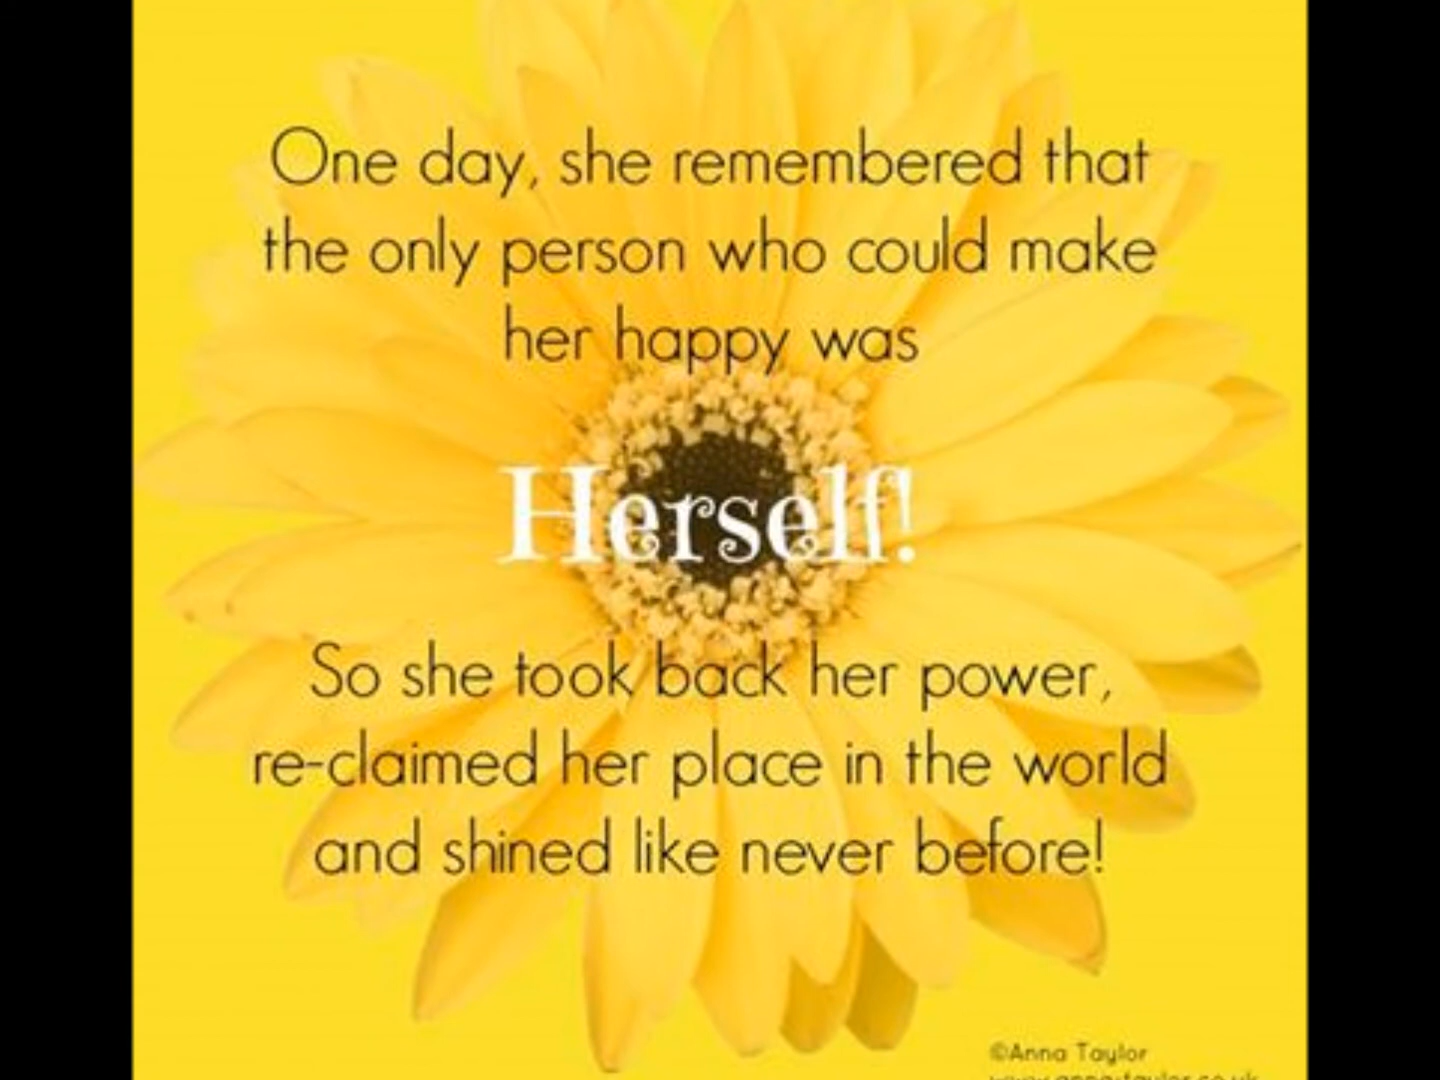 One day, she remembered that
the only person who could make
her happy was
Herself!
So she took back her power,
re-claimed her place in the world
and shined like never before!
©Anna Taylor